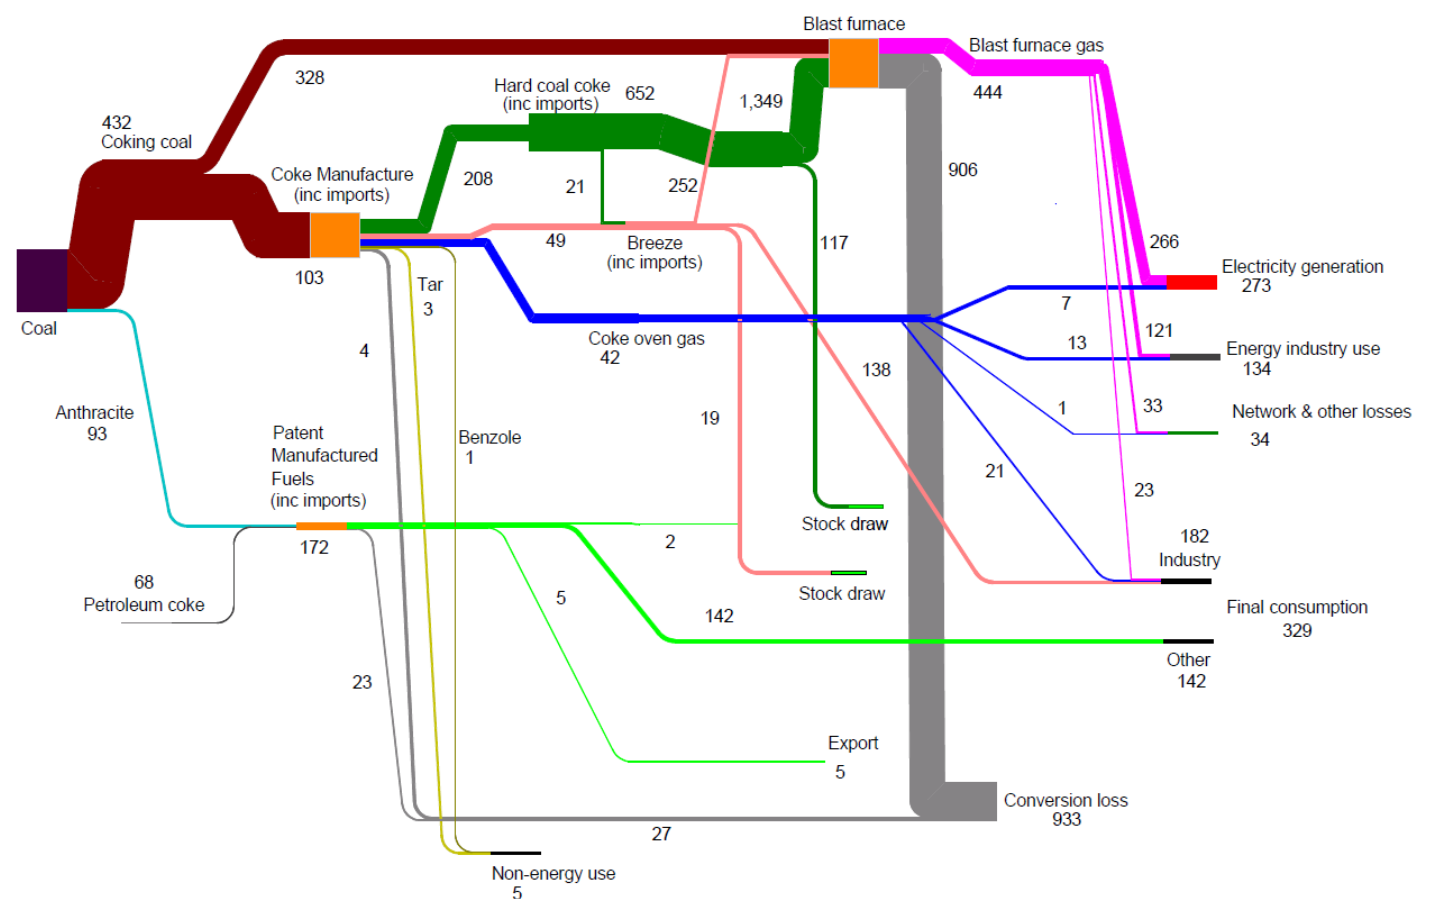 Blast furnace
Blast furnace gas
328
444
Hard coal coke
(inc imports)
652
1,349
432
Coking coal
Coke Manufacture
(inc imports)
208
21
252
906
49
Breeze
(inc imports)
117
266
Electricity generation
273
103
Tar
3
Coal
7
Coke oven gas
42
4
13
121
Energy industry use
134
138
Anthracite
93
19
1
33
Network & other losses
34
Patent
Manufactured
Fuels
(inc imports)
Benzole
1
21
23
172
2
Stock draw
182
Industry
68
Petroleum coke
5
Stock draw
142
Final consumption
329
Other
142
23
Export
5
Conversion loss
933
27
Non-energy use
5